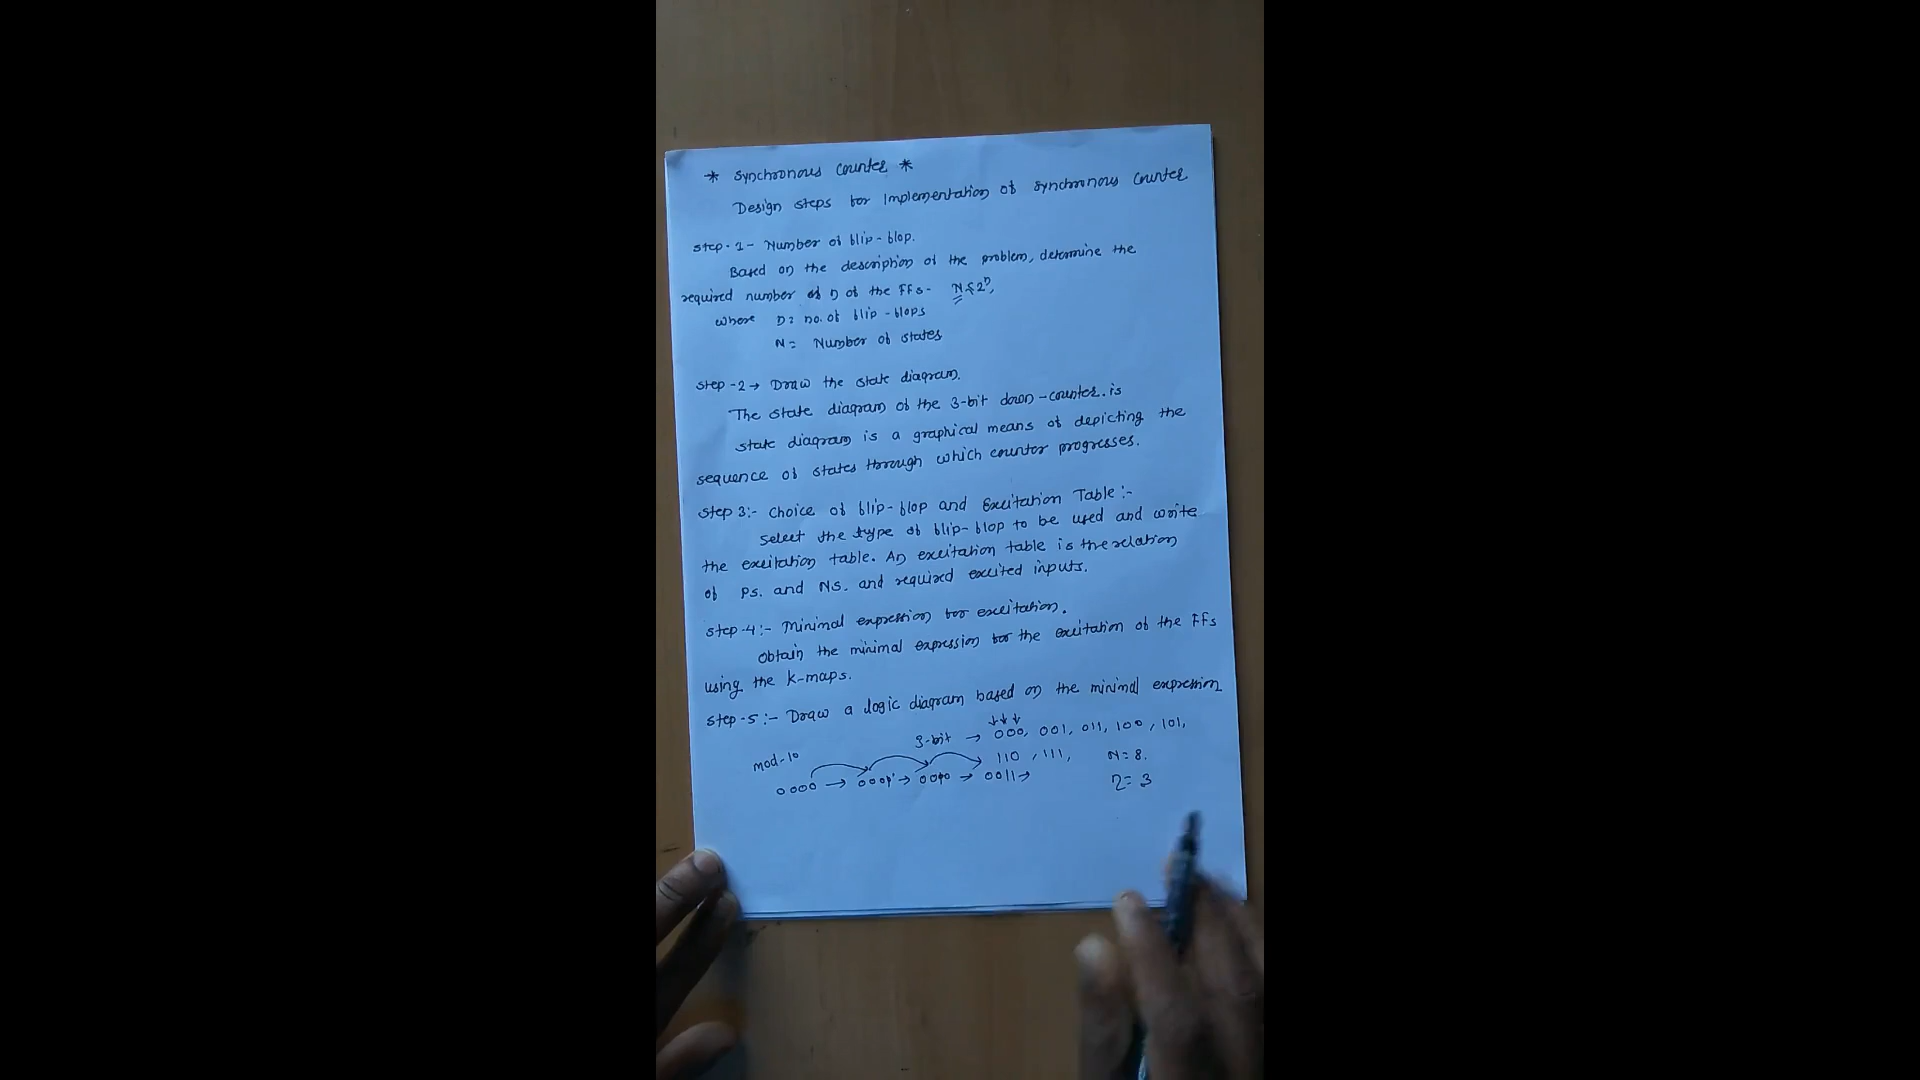 * Synchronous Counter *
Design steps for Implementation of Synchronous Counter
Step-1- Number of flip-flop.
Based on the description of the problem, determine the
required number of n of the FFs- N≤2ⁿ,
where n= no. of flip-flops
N= Number of states
Step-2→ Draw the state diagram.
The state diagram of the 3-bit down-counter. is
state diagram is a graphical means of depicting the
sequence of states through which counter progresses.
Step 3:- Choice of flip-flop and Excitation Table:-
Select the type of flip-flop to be used and write
the excitation table. An excitation table is the relation
of Ps. and Ns. and required excited inputs.
Step-4:- Minimal expression for excitation.
Obtain the minimal expression for the excitation of the FFs
using the K-maps.
Step-5:- Draw a logic diagram based on the minimal expression
↓↓↓
3-bit → 000, 001, 011, 100, 101,
mod-10 110, 111, N=8.
0000 → 0001 → 0010 → 0011→ n=3